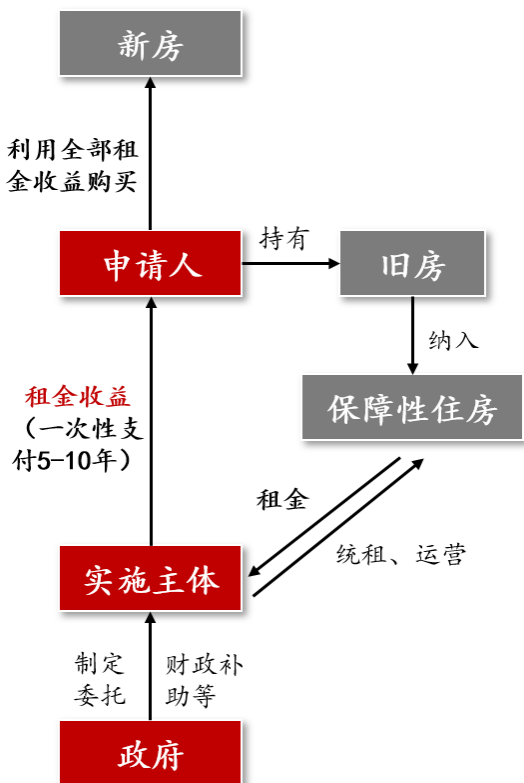 新房
利用全部租
金收益购买
申请人
持有
旧房
纳入
保障性住房
租金收益
（一次性支
付5-10年）
租金
统租、运营
实施主体
制定
委托
财政补
助等
政府